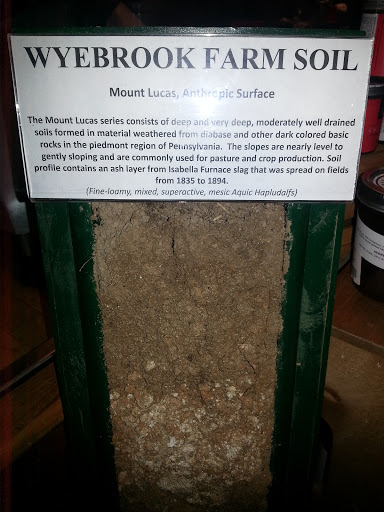 WYEBROOK FARM SOIL
Mount Lucas, Anthropic Surface
The Mount Lucas series consists of deep and very deep, moderately well drained
soils formed in material weathered from diabase and other dark colored basic
rocks in the piedmont region of Pennsylvania. The slopes are nearly level to
gently sloping and are commonly used for pasture and crop production. Soil
profile contains an ash layer from Isabella Furnace slag that was spread on fields
from 1835 to 1894.
(Fine-loamy, mixed, superactive, mesic Aquic Hapludalfs)